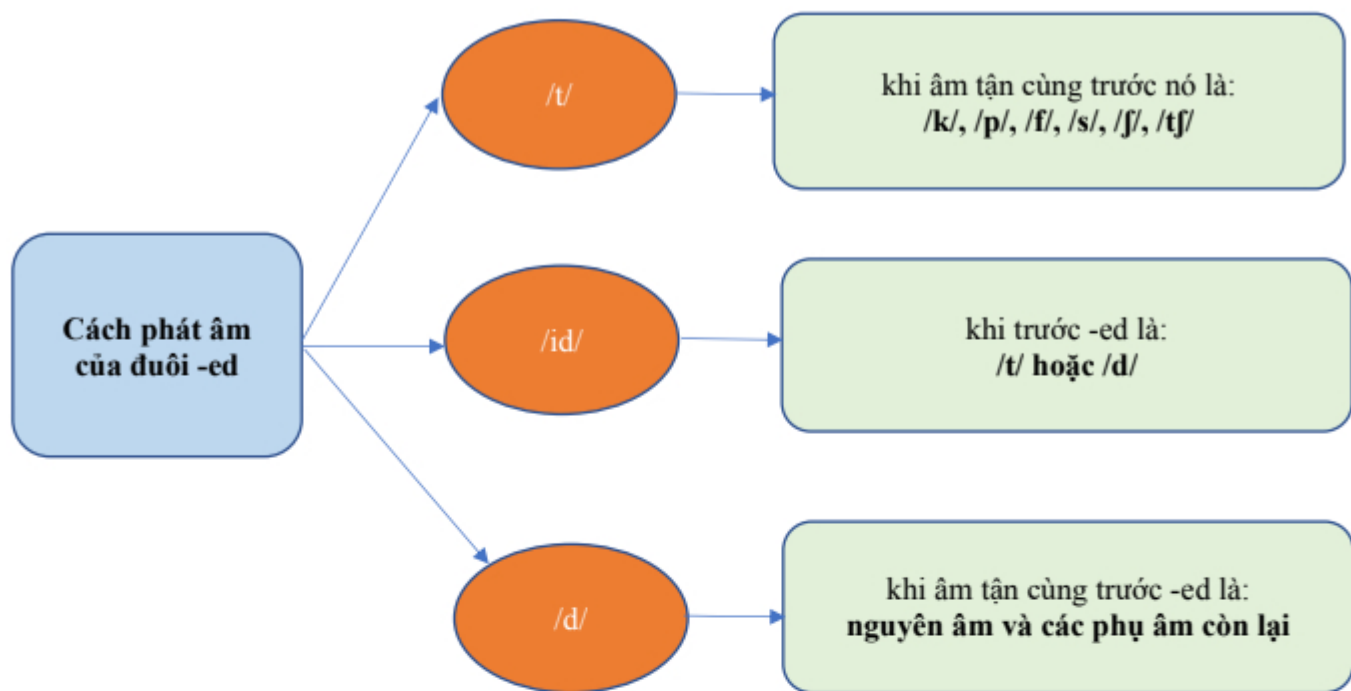 /t/
khi âm tận cùng trước nó là:
/k/, /p/, /f/, /s/, /ʃ/, /tʃ/
Cách phát âm
của đuôi -ed
/id/
khi trước -ed là:
/t/ hoặc /d/
/d/
khi âm tận cùng trước -ed là:
nguyên âm và các phụ âm còn lại